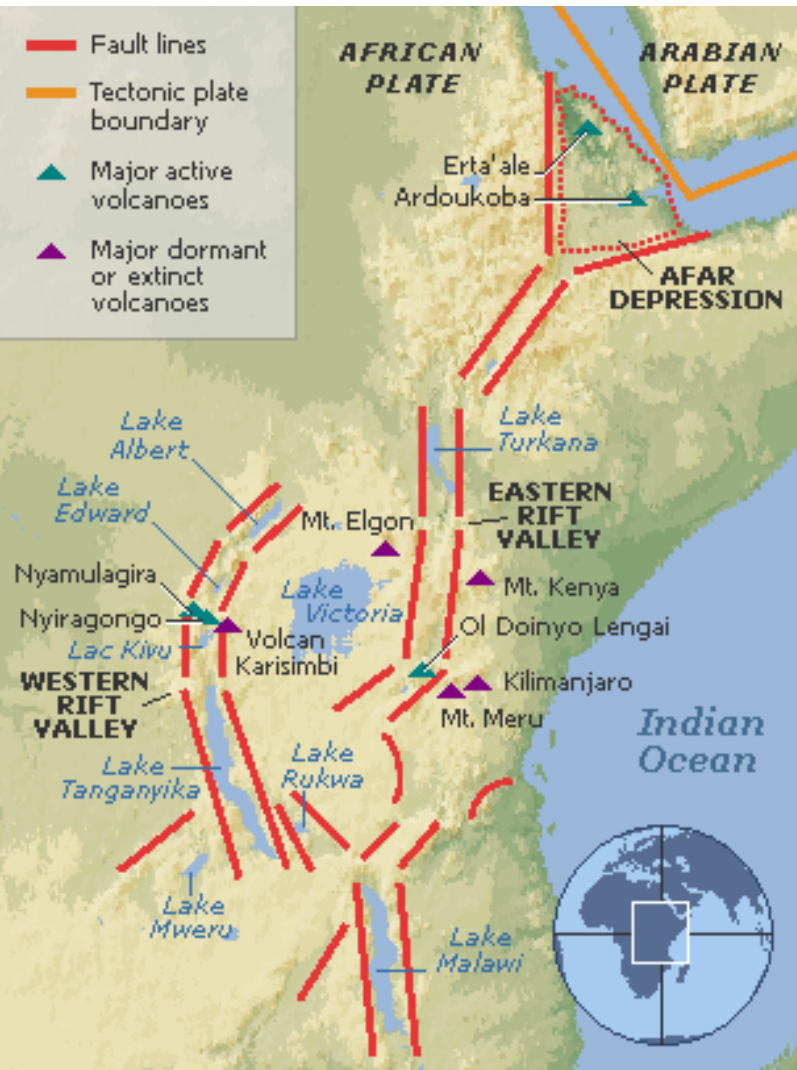 Fault lines
Tectonic plate
boundary
Major active
volcanoes
Major dormant
or extinct
volcanoes
AFRICAN
PLATE
ARABIAN
PLATE
Erta'ale
Ardoukoba
AFAR
DEPRESSION
Lake
Turkana
Lake
Albert
Lake
Edward
EASTERN
RIFT
VALLEY
Mt. Elgon
Nyamulagira
Mt. Kenya
Lake
Victoria
Nyiragongo
Ol Doinyo Lengai
Lac Kivu
Volcan
Karisimbi
WESTERN
RIFT
VALLEY
Kilimanjaro
Mt. Meru
Indian
Ocean
Lake
Tanganyika
Lake
Rukwa
Lake
Mweru
Lake
Malawi